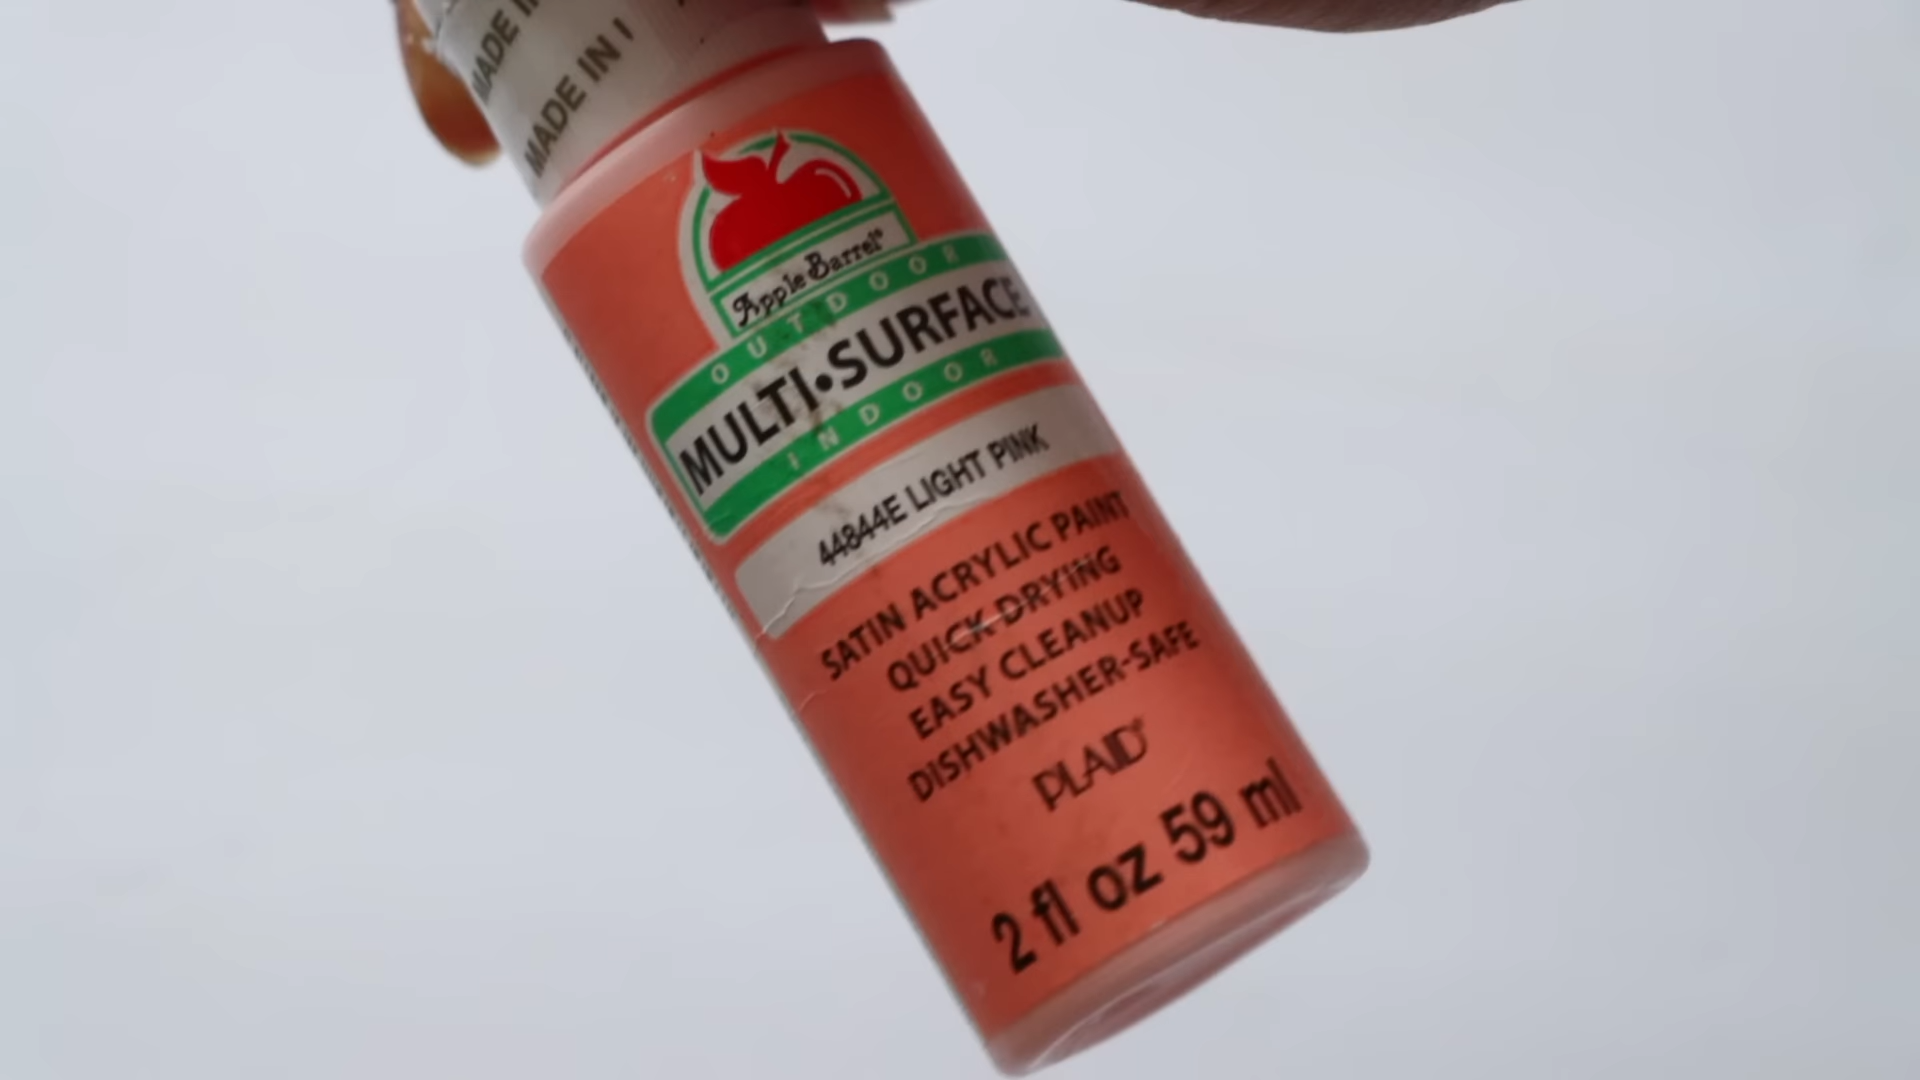 MADE IN
MADE IN
Apple Barrel®
OUTDOOR
MULTI•SURFACE
INDOOR
44844E LIGHT PINK
SATIN ACRYLIC PAINT
QUICK DRYING
EASY CLEANUP
DISHWASHER-SAFE
PLAID®
2 fl oz 59 ml